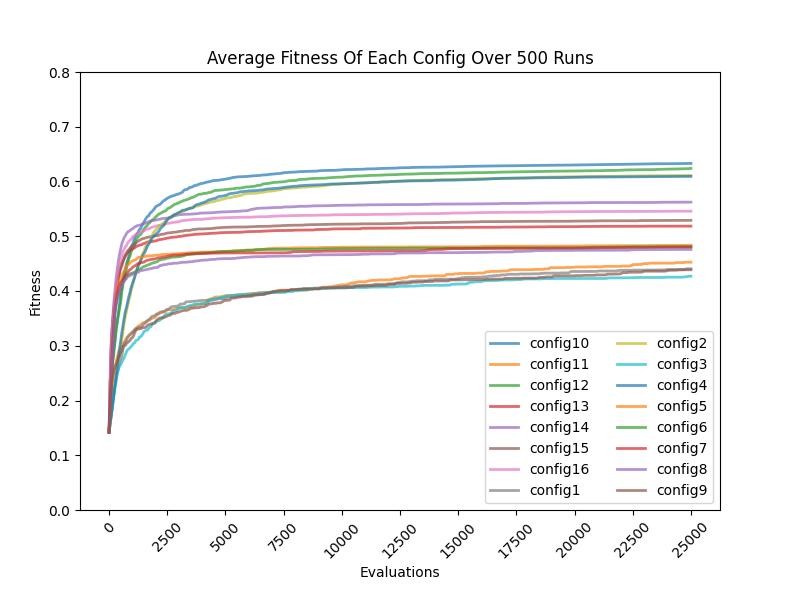 Average Fitness Of Each Config Over 500 Runs
0.8
0.7
0.6
0.5
0.4
0.3
0.2
0.1
0.0
Fitness
config10
config11
config12
config13
config14
config15
config16
config1
config2
config3
config4
config5
config6
config7
config8
config9
0
2500
5000
7500
10000
12500
15000
17500
20000
22500
25000
Evaluations